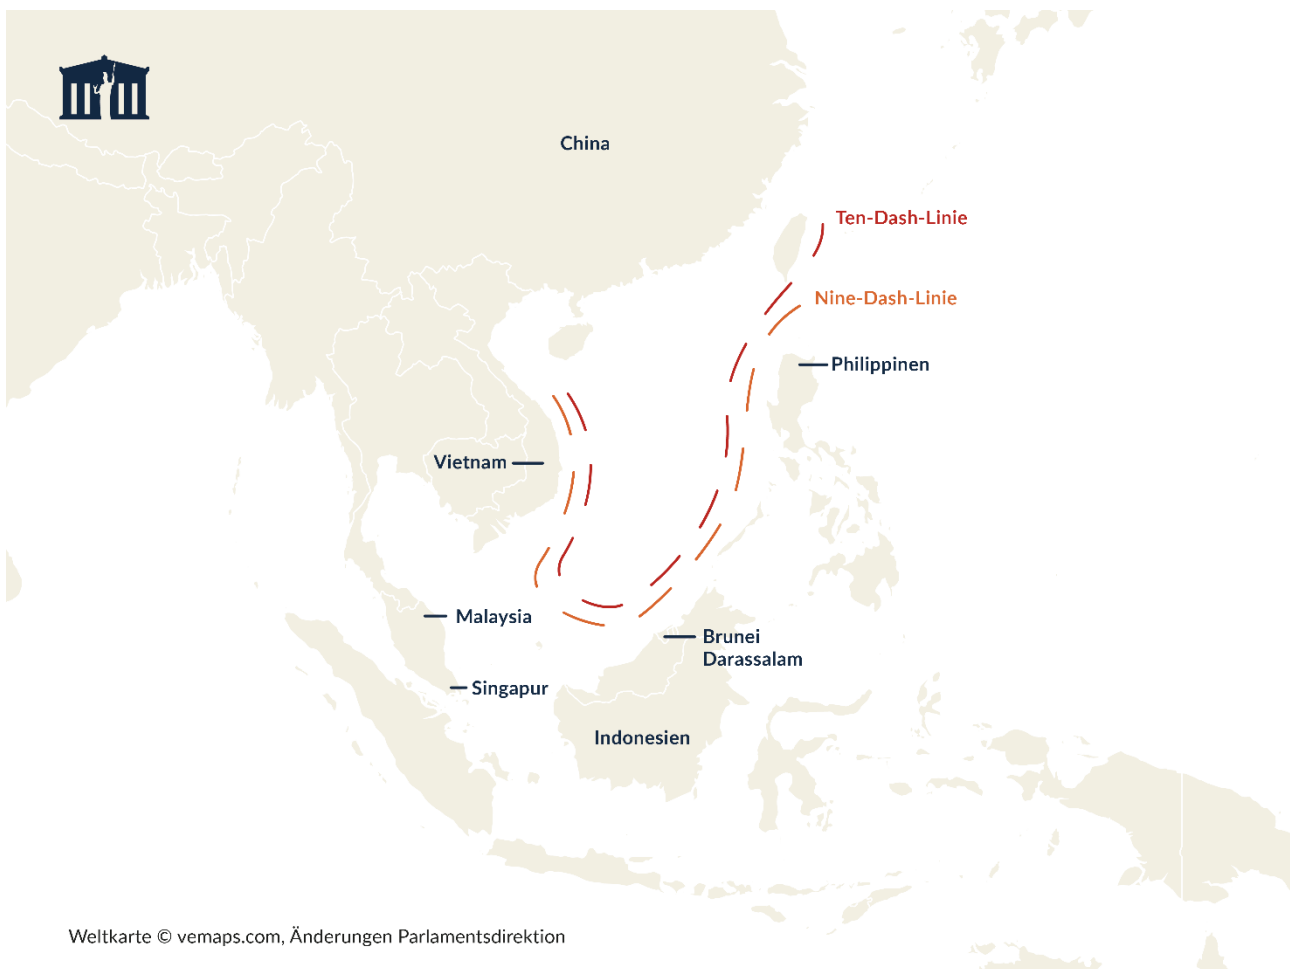 China
Ten-Dash-Linie
Nine-Dash-Linie
Philippinen
Vietnam
Malaysia
Brunei
Darassalam
Singapur
Indonesien
Weltkarte © vemaps.com, Änderungen Parlamentsdirektion